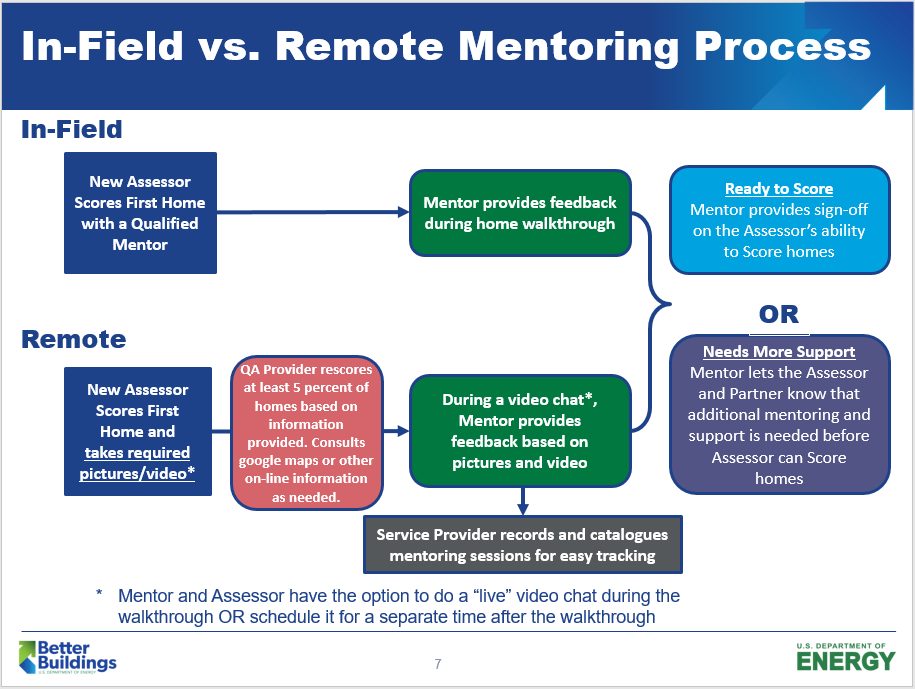 In-Field vs. Remote Mentoring Process
In-Field
New Assessor
Scores First Home
with a Qualified
Mentor
Mentor provides feedback
during home walkthrough
Ready to Score
Mentor provides sign-off
on the Assessor’s ability
to Score homes
OR
Remote
New Assessor
Scores First
Home and
takes required
pictures/video*
QA Provider rescores
at least 5 percent of
homes based on
information
provided. Consults
google maps or other
on-line information
as needed.
During a video chat*,
Mentor provides
feedback based on
pictures and video
Needs More Support
Mentor lets the Assessor
and Partner know that
additional mentoring and
support is needed before
Assessor can Score
homes
Service Provider records and catalogues
mentoring sessions for easy tracking
* Mentor and Assessor have the option to do a “live” video chat during the
walkthrough OR schedule it for a separate time after the walkthrough
Better
Buildings
U.S. DEPARTMENT OF ENERGY
7
U.S. DEPARTMENT OF
ENERGY